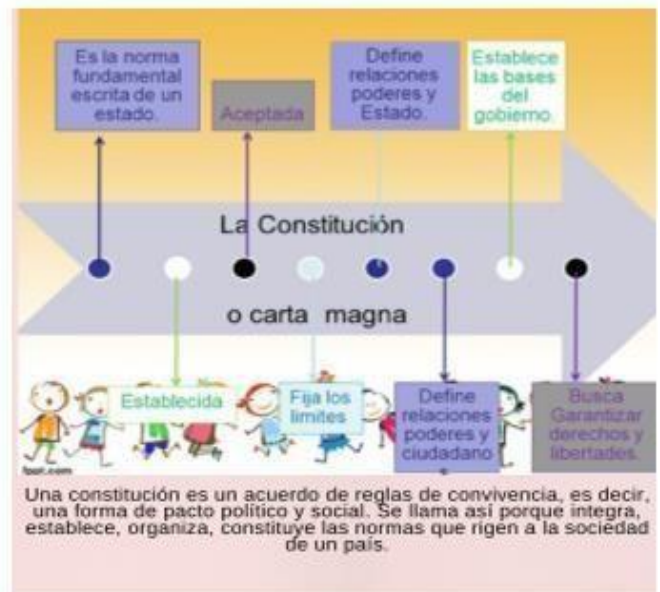 Es la norma
fundamental
escrita de un
estado.
Aceptada
Define
relaciones
poderes y
Estado.
Establece
las bases
del
gobierno.
La Constitución
o carta magna
Establecida
Fija los
limites
Define
relaciones
poderes y
ciudadano
s
Busca
Garantizar
derechos y
libertades.
Una constitución es un acuerdo de reglas de convivencia, es decir,
una forma de pacto político y social. Se llama así porque integra,
establece, organiza, constituye las normas que rigen a la sociedad
de un país.